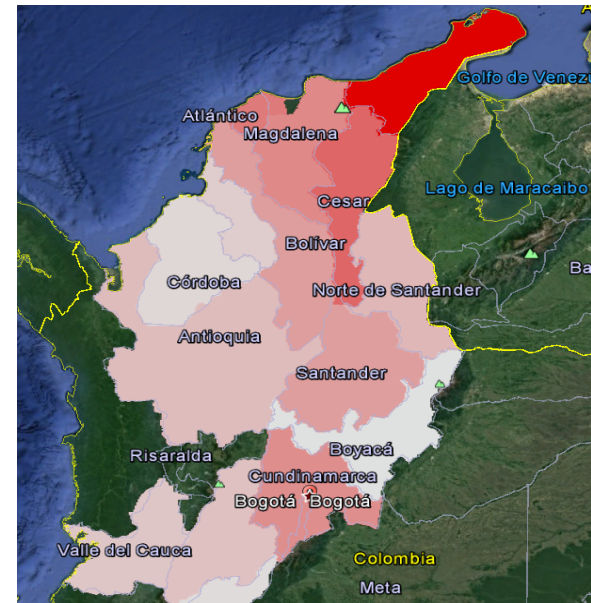 A
Golfo de Venezu
Atlántico
Magdalena
Lago de Maracaibo
Cesar
Bolívar
Ba
Córdoba
Norte de Santander
Antioquia
Santander
Boyacá
Risaralda
Cundinamarca
Bogotá Bogotá
Valle del Cauca
Colombia
Meta